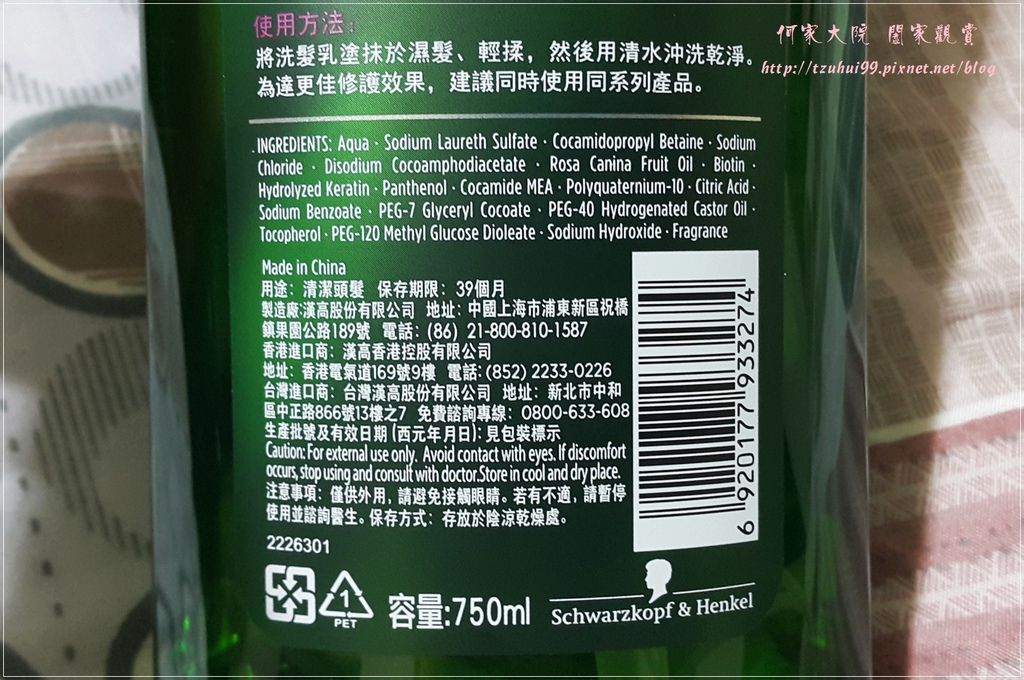 何家大院 闔家觀賞
http://tzuhui99.pixnet.net/blog
使用方法:
將洗髮乳塗抹於濕髮、輕揉，然後用清水沖洗乾淨。
為達更佳修護效果，建議同時使用同系列產品。
INGREDIENTS: Aqua · Sodium Laureth Sulfate · Cocamidopropyl Betaine · Sodium
Chloride · Disodium Cocoamphodiacetate · Rosa Canina Fruit Oil · Biotin ·
Hydrolyzed Keratin · Panthenol · Cocamide MEA · Polyquaternium-10 · Citric Acid ·
Sodium Benzoate · PEG-7 Glyceryl Cocoate · PEG-40 Hydrogenated Castor Oil ·
Tocopherol · PEG-120 Methyl Glucose Dioleate · Sodium Hydroxide · Fragrance
Made in China
用途: 清潔頭髮 保存期限: 39個月
製造廠:漢高股份有限公司 地址: 中國上海市浦東新區祝橋
鎮果園公路189號 電話: (86) 21-800-810-1587
香港進口商: 漢高香港控股有限公司
地址: 香港電氣道169號9樓 電話: (852) 2233-0226
台灣進口商: 台灣漢高股份有限公司 地址: 新北市中和
區中正路866號13樓之7 免費諮詢專線: 0800-633-608
生產批號及有效日期 (西元年月日): 見包裝標示
Caution: For external use only. Avoid contact with eyes. If discomfort
occurs, stop using and consult with doctor.Store in cool and dry place.
注意事項: 僅供外用, 請避免接觸眼睛。若有不適, 請暫停
使用並諮詢醫生。保存方式: 存放於陰涼乾燥處。
2226301
6 920177 933274
1
PET
容量:750ml
Schwarzkopf & Henkel